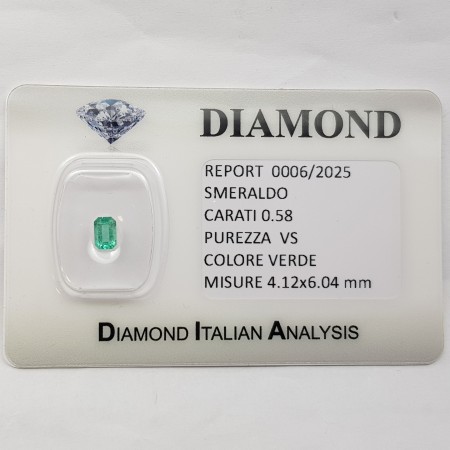 DIAMOND
REPORT 0006/2025
SMERALDO
CARATI 0.58
PUREZZA VS
COLORE VERDE
MISURE 4.12x6.04 mm
DIAMOND ITALIAN ANALYSIS